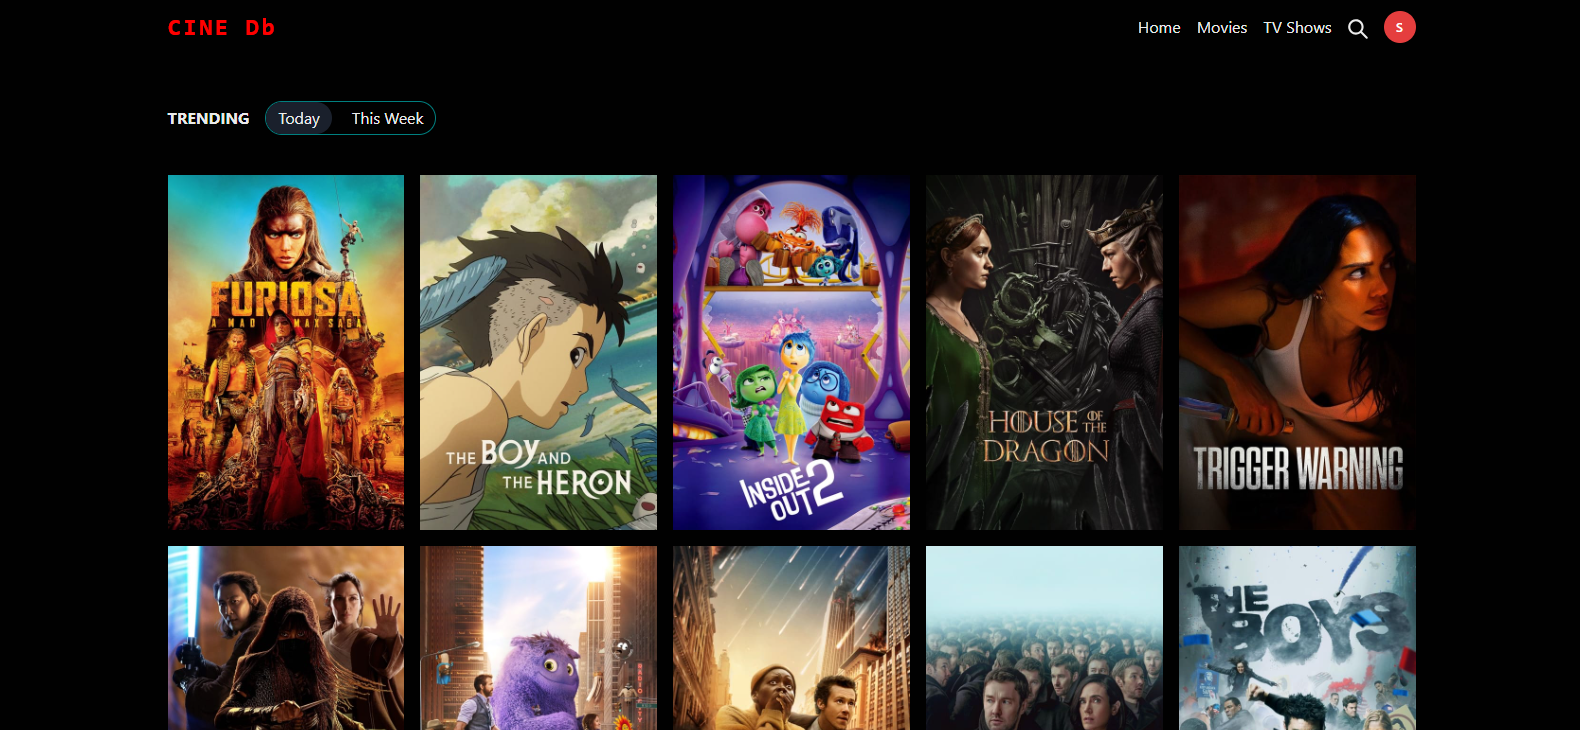 CINE Db
Home Movies TV Shows S
TRENDING Today This Week
FURIOSA
A MAD MAX SAGA
THE BOY AND
THE HERON
INSIDE
OUT 2
HOUSE OF THE
DRAGON
TRIGGER WARNING
THE
BOYS